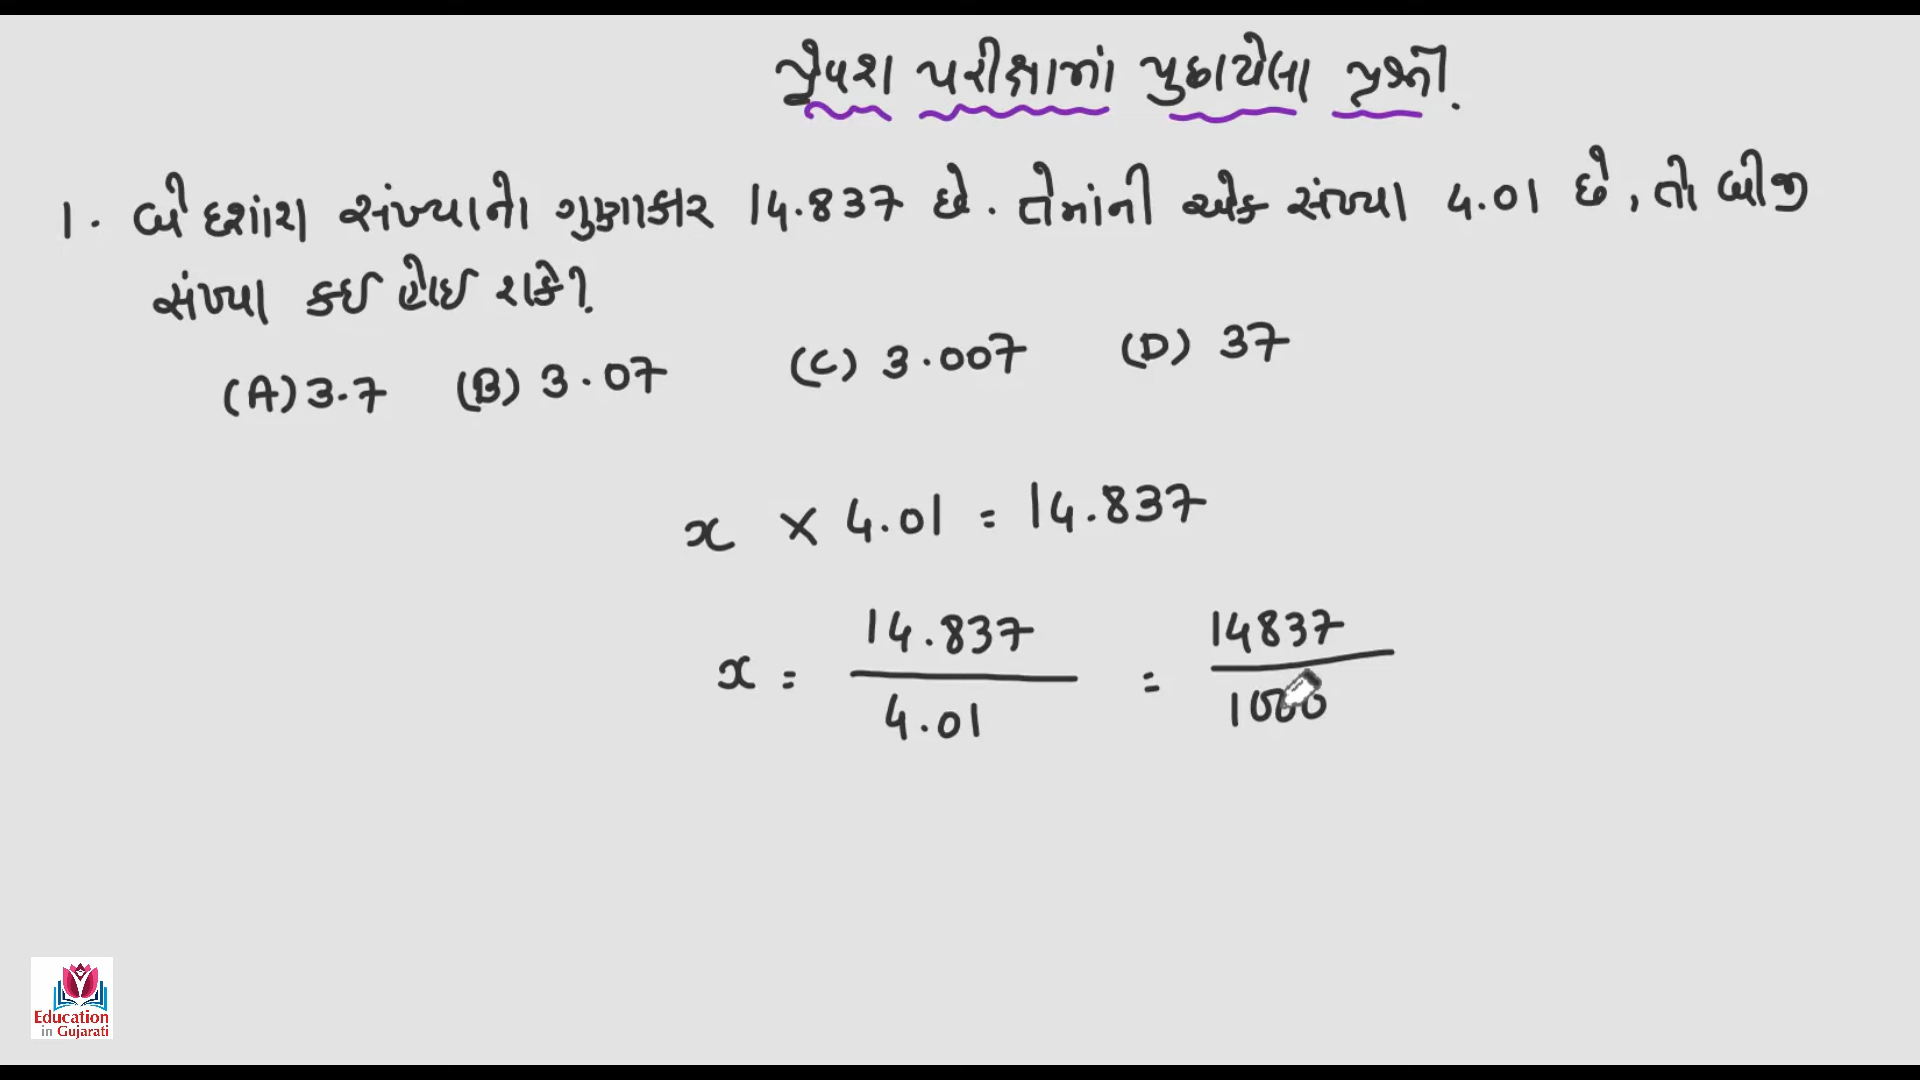 પ્રવેશ પરીક્ષામાં પુછાયેલા પ્રશ્નો.
1. બે દશાંશ સંખ્યાનો ગુણાકાર 14.837 છે. તેમાંની એક સંખ્યા 4.01 છે, તો બીજી
સંખ્યા કઈ હોઈ શકે?
(A) 3.7 (B) 3.07 (C) 3.007 (D) 37
x × 4.01 = 14.837
x = 14.837 / 4.01 = 14837 / 1000
Education
in Gujarati